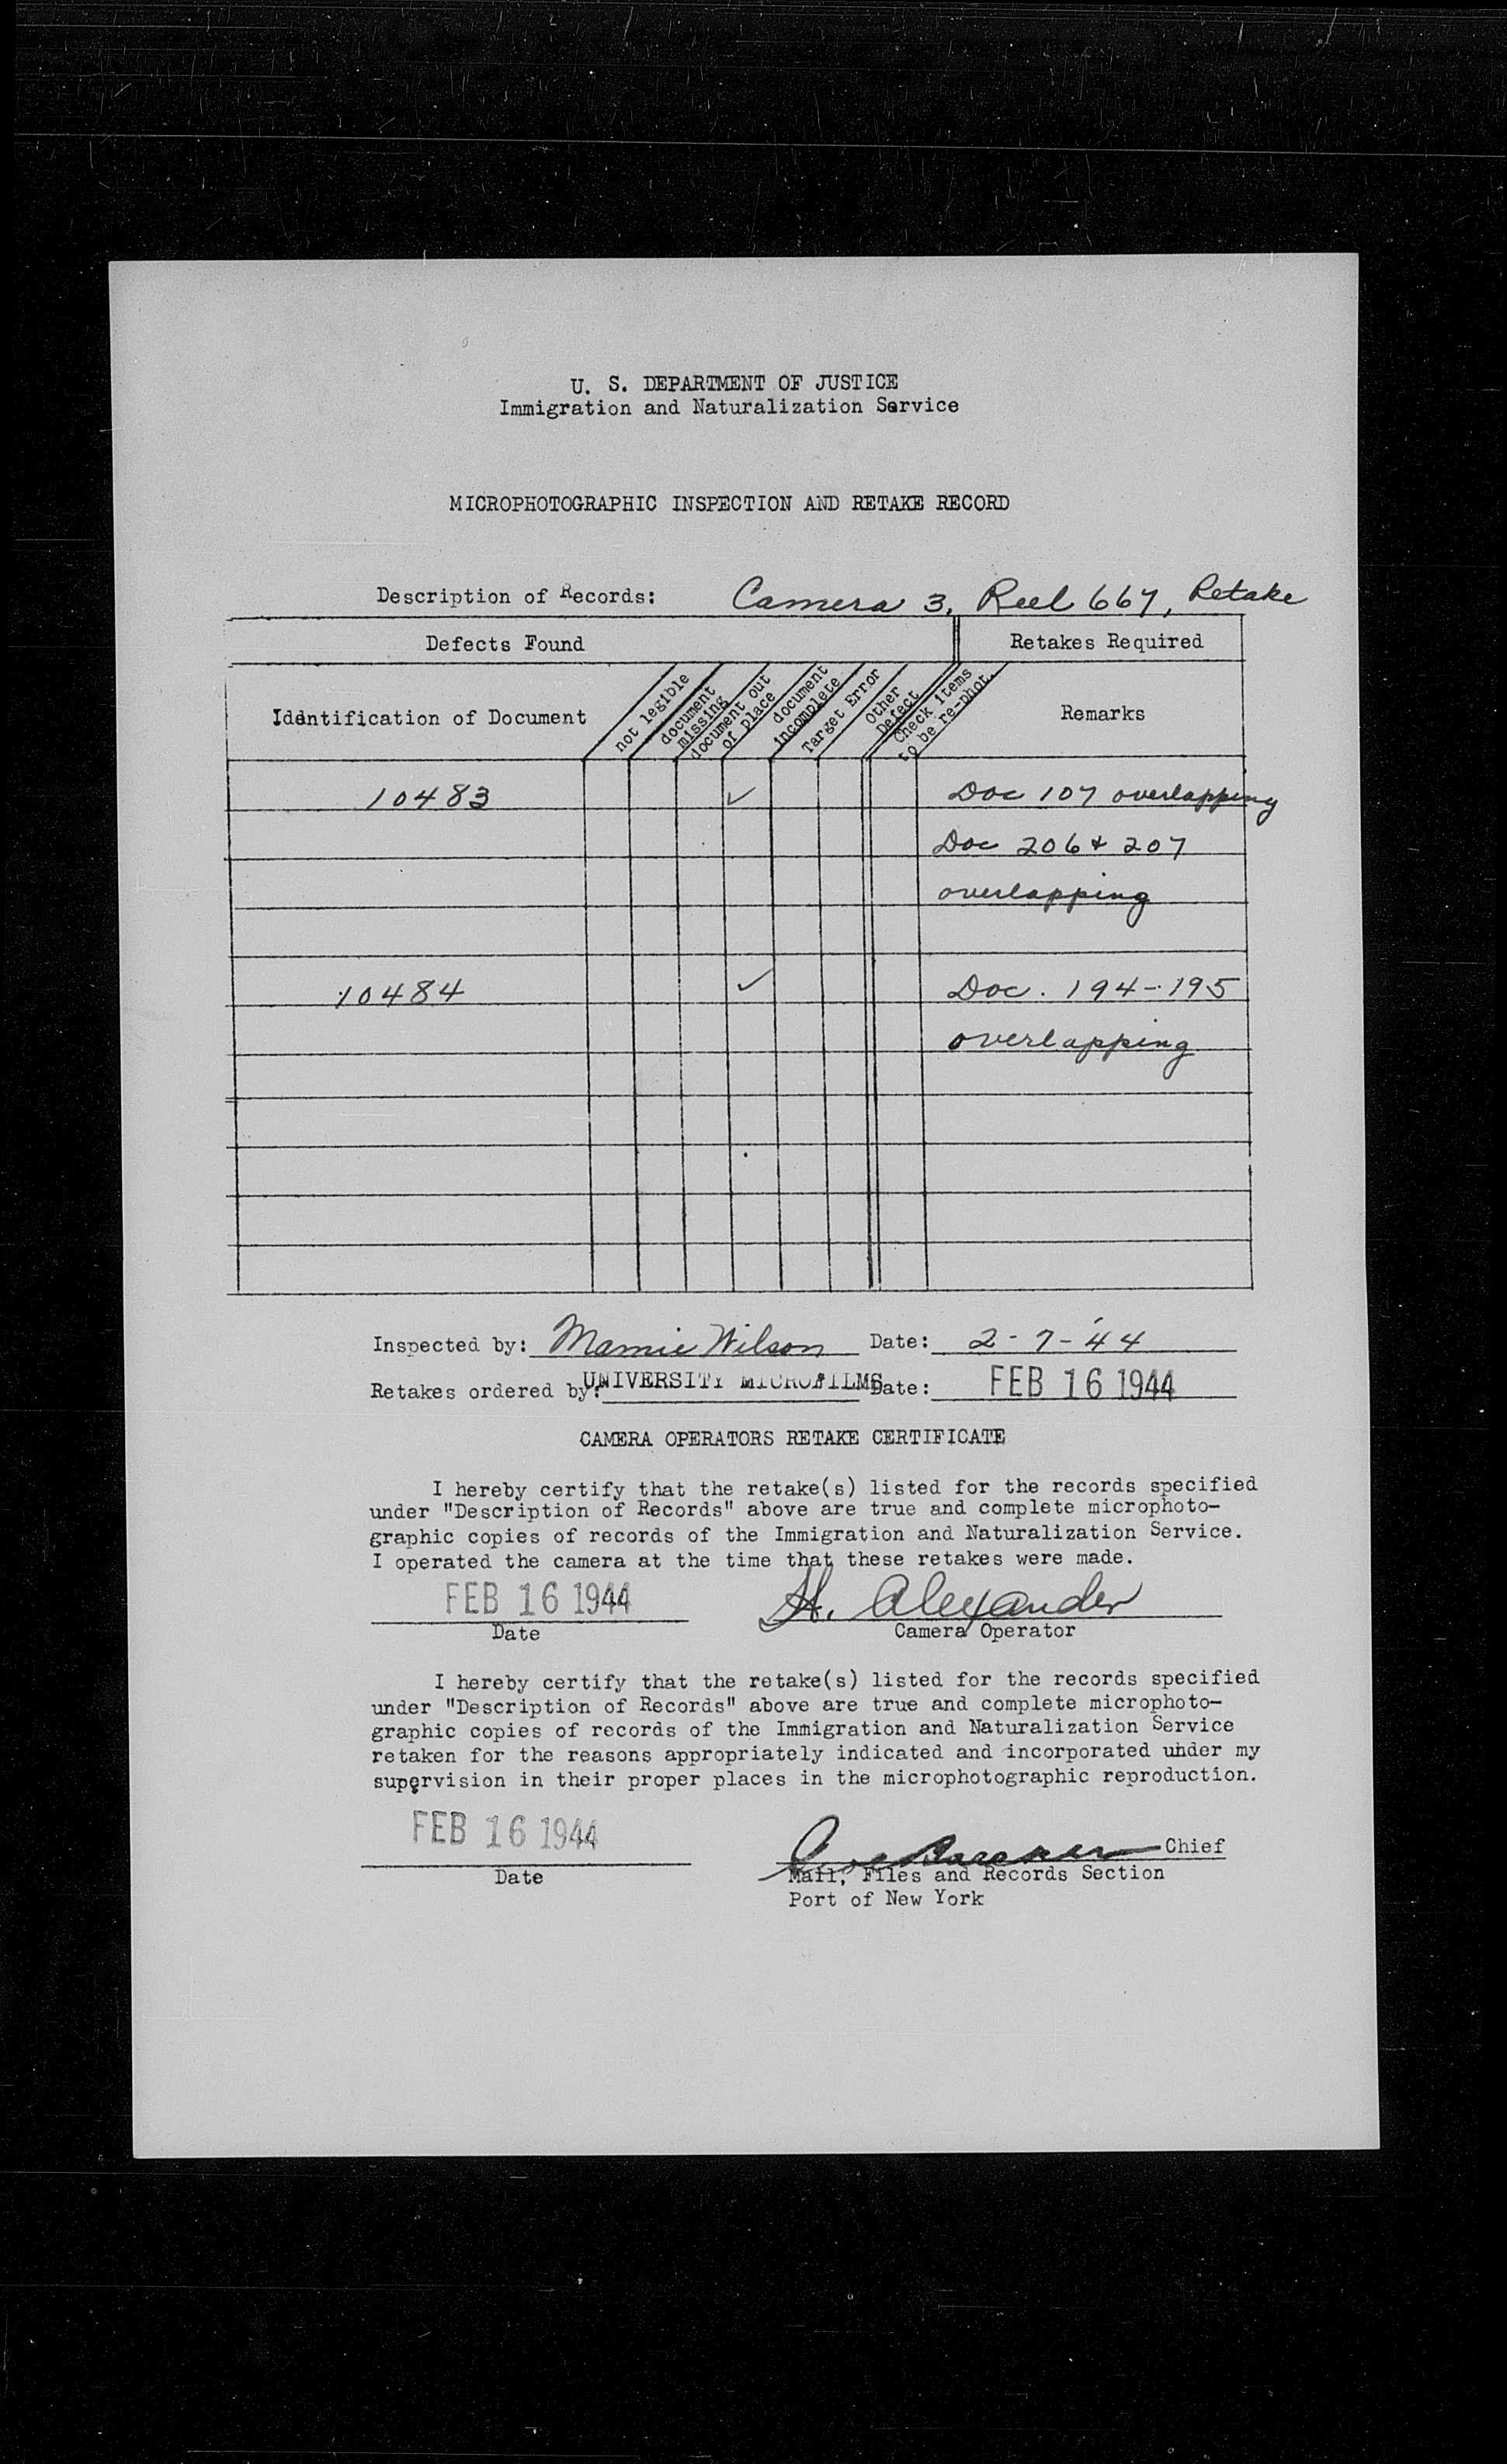 U. S. DEPARTMENT OF JUSTICE
Immigration and Naturalization Service
MICROPHOTOGRAPHIC INSPECTION AND RETAKE RECORD
Description of Records: Camera 3, Reel 667, Retake
Defects Found Retakes Required
Identification of Document
not legible
document missing
document out of place
document incomplete
Target Error
Other Defect
Check items to be re-phot.
Remarks
10483 ✓ Doc 107 overlapping
Doc 206 & 207
overlapping
10484 ✓ Doc. 194-195
overlapping
Inspected by: Mamie Wilson Date: 2-7-'44
Retakes ordered by: UNIVERSITY MICROFILMS Date: FEB 16 1944
CAMERA OPERATORS RETAKE CERTIFICATE
I hereby certify that the retake(s) listed for the records specified
under "Description of Records" above are true and complete microphoto-
graphic copies of records of the Immigration and Naturalization Service.
I operated the camera at the time that these retakes were made.
FEB 16 1944 H. Alexander
Date Camera Operator
I hereby certify that the retake(s) listed for the records specified
under "Description of Records" above are true and complete microphoto-
graphic copies of records of the Immigration and Naturalization Service
retaken for the reasons appropriately indicated and incorporated under my
supervision in their proper places in the microphotographic reproduction.
FEB 16 1944 Chief
Date Mail, Files and Records Section
Port of New York